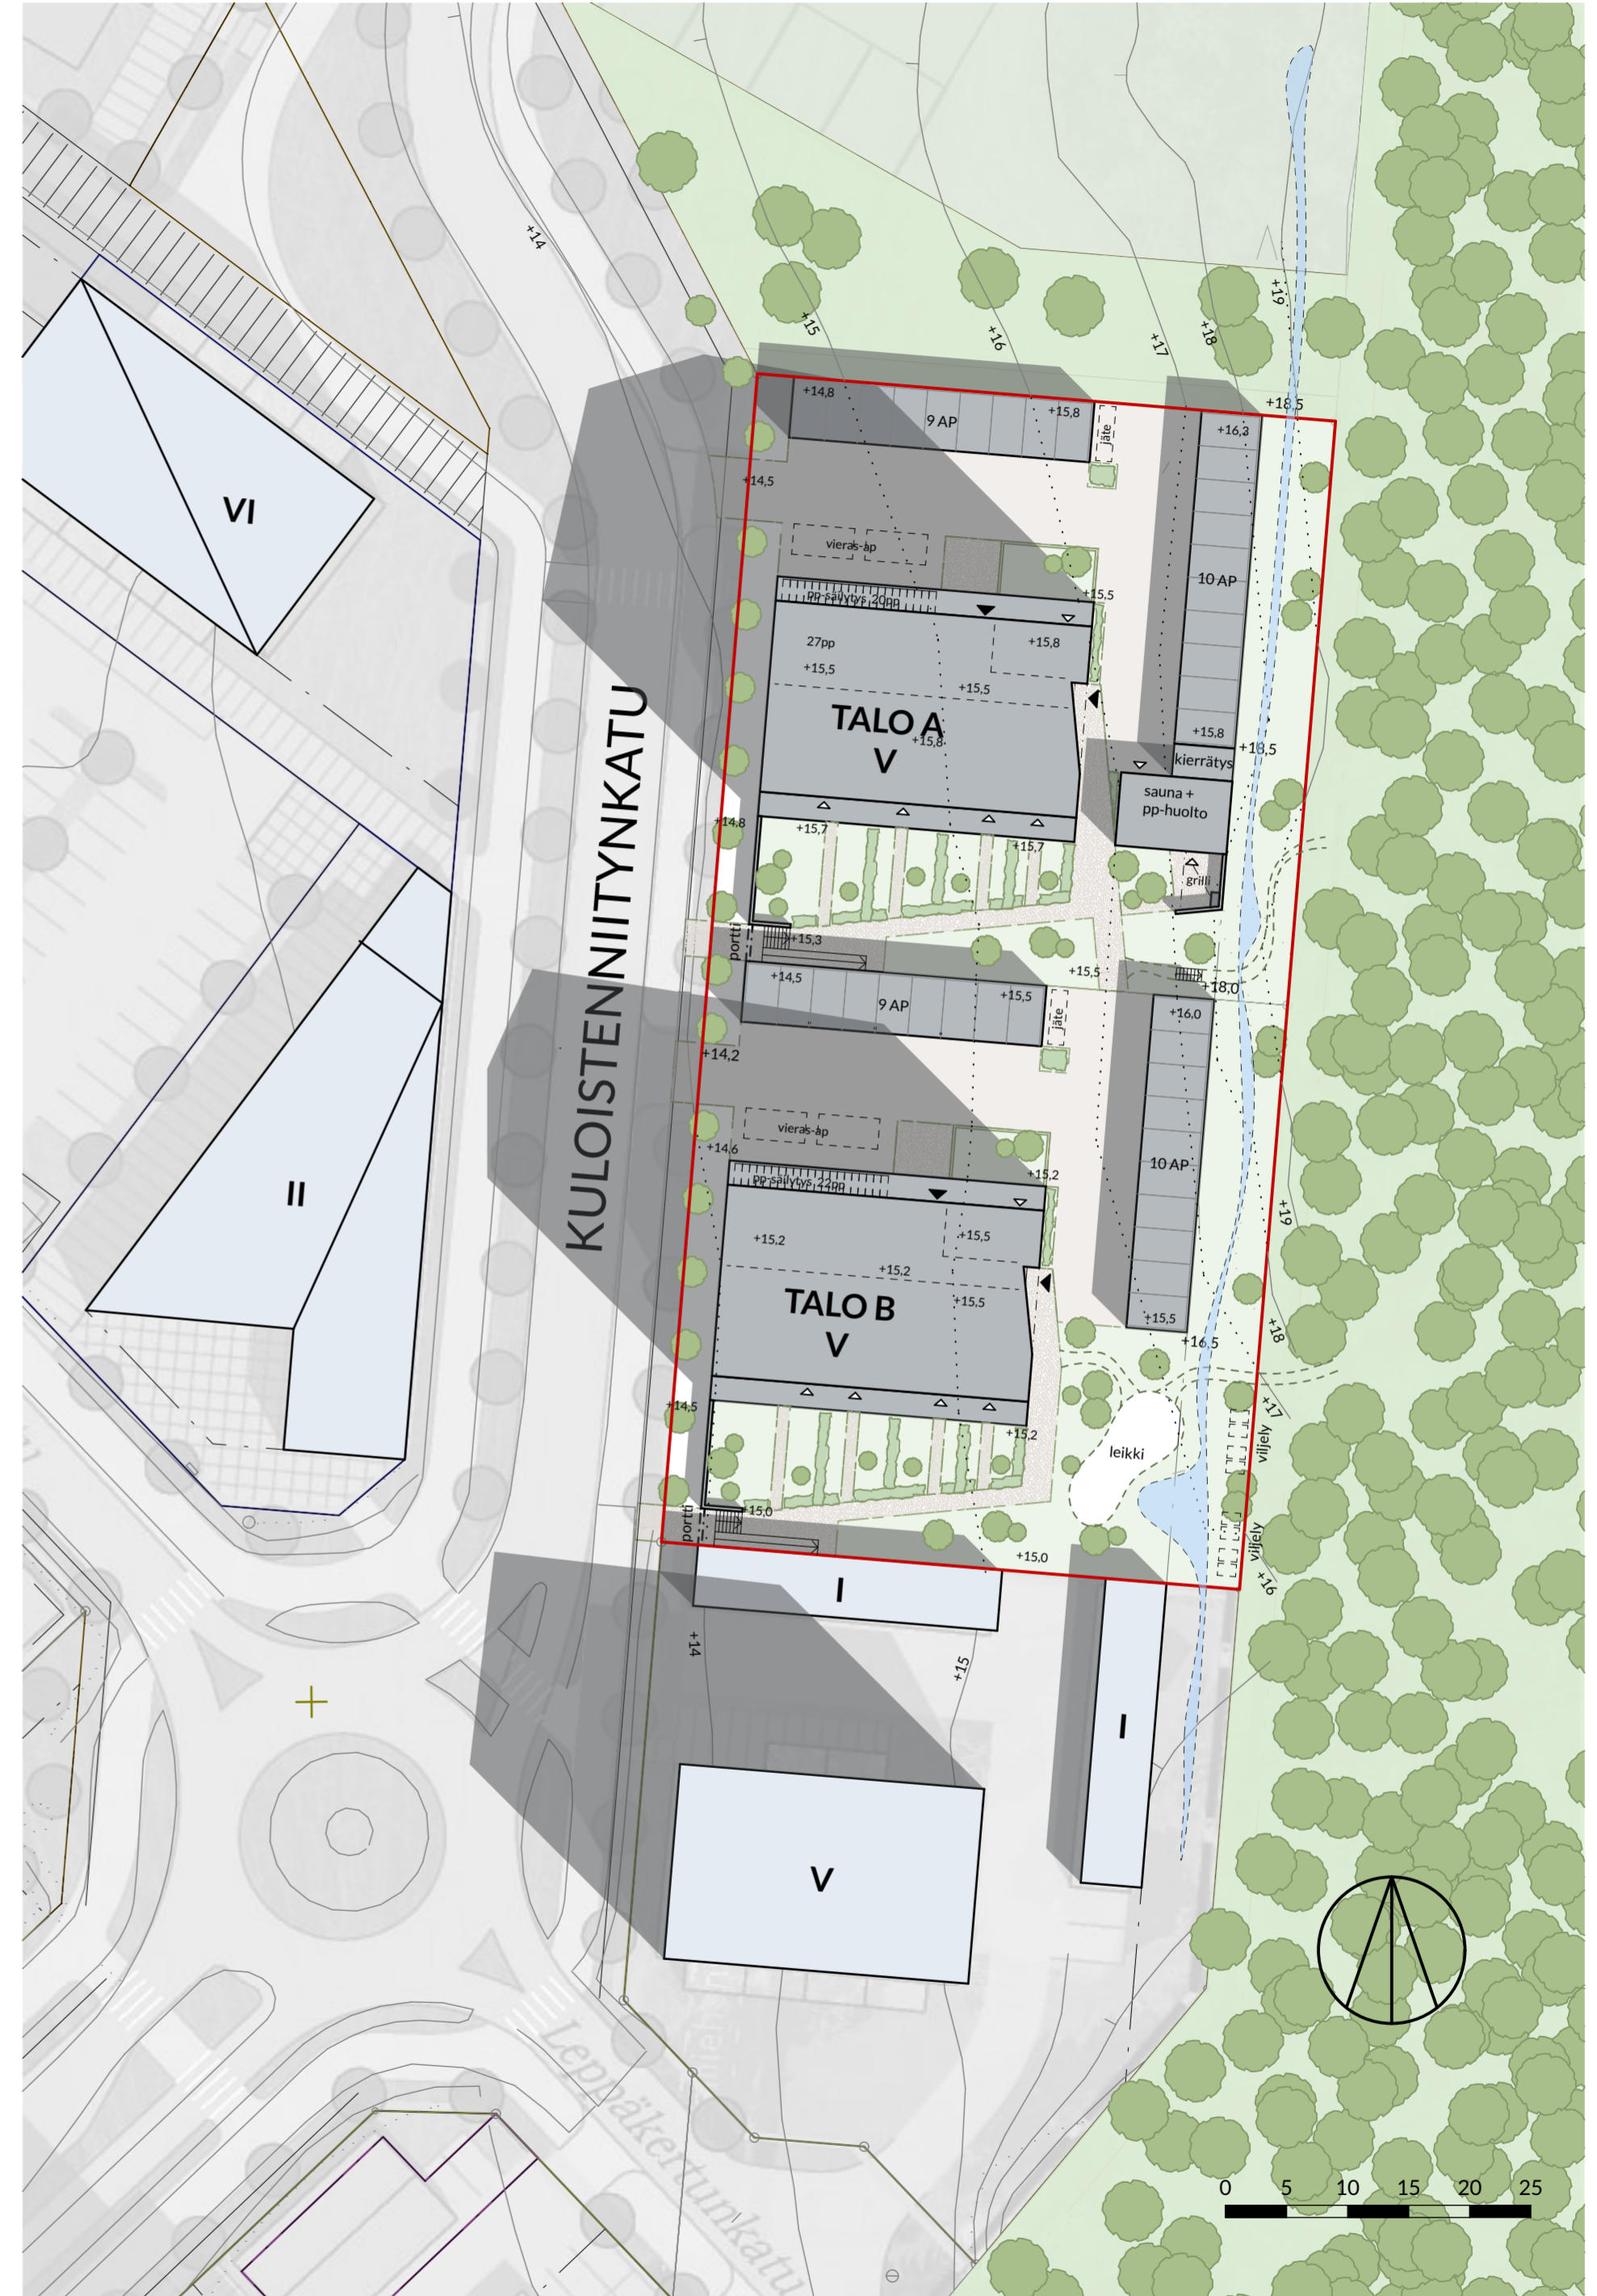 +14
+15
+16
+17
+18
+19
+18,5
+14,8
9 AP
+15,8
jäte
+16,3
+14,5
VI
vieras-ap
10 AP
+15,5
pp-säilytys 20pp
27pp
+15,8
+15,5
+15,5
TALO A
V
+15,8
+15,8
+18,5
kierrätys
sauna +
pp-huolto
KULOISTENNIITYNKATU
+14,8
+15,7
+15,7
grilli
portti
+15,3
+15,5
+18,0
+14,5
9 AP
+15,5
jäte
+16,0
+14,2
vieras-ap
+14,6
10 AP
+15,2
pp-säilytys 22pp
II
+15,2
+15,5
+15,2
+15,5
TALO B
V
+19
+15,5
+16,5
+18
+14,5
+15,2
leikki
+17
viljely
portti
+15,0
+15,0
viljely
+16
I
+14
+15
I
V
Leppäkertunkatu
0 5 10 15 20 25